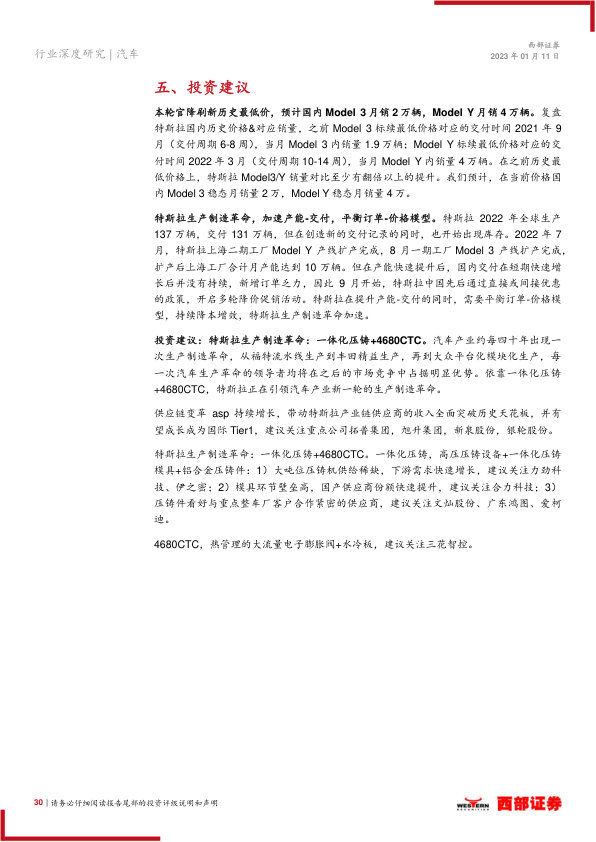 行业深度研究 | 汽车
西部证券
2023 年 01 月 11 日
五、投资建议
本轮官降刷新历史最低价，预计国内 Model 3 月销 2 万辆，Model Y 月销 4 万辆。复盘
特斯拉国内历史价格&对应销量，之前 Model 3 标续最低价格对应的交付时间 2021 年 9
月（交付周期 6-8 周），当月 Model 3 内销量 1.9 万辆；Model Y 标续最低价格对应的交
付时间 2022 年 3 月（交付周期 10-14 周），当月 Model Y 内销量 4 万辆。在之前历史最
低价格上，特斯拉 Model3/Y 销量对比至少有翻倍以上的提升。我们预计，在当前价格国
内 Model 3 稳态月销量 2 万，Model Y 稳态月销量 4 万。
特斯拉生产制造革命，加速产能-交付，平衡订单-价格模型。特斯拉 2022 年全球生产
137 万辆，交付 131 万辆，但在创造新的交付记录的同时，也开始出现库存。2022 年 7
月，特斯拉上海二期工厂 Model Y 产线扩产完成，8 月一期工厂 Model 3 产线扩产完成，
扩产后上海工厂合计月产能达到 10 万辆。但在产能快速提升后，国内交付在短期快速增
长后并没有持续，新增订单乏力，因此 9 月开始，特斯拉中国先后通过直接或间接优惠
的政策，开启多轮降价促销活动。特斯拉在提升产能-交付的同时，需要平衡订单-价格模
型，持续降本增效，特斯拉生产制造革命加速。
投资建议：特斯拉生产制造革命：一体化压铸+4680CTC。汽车产业约每四十年出现一
次生产制造革命，从福特流水线生产到丰田精益生产，再到大众平台化模块化生产，每
一次汽车生产革命的领导者均将在之后的市场竞争中占据明显优势。依靠一体化压铸
+4680CTC，特斯拉正在引领汽车产业新一轮的生产制造革命。
供应链变革 asp 持续增长，带动特斯拉产业链供应商的收入全面突破历史天花板，并有
望成长成为国际 Tier1，建议关注重点公司拓普集团，旭升集团，新泉股份，银轮股份。
特斯拉生产制造革命：一体化压铸+4680CTC。一体化压铸，高压压铸设备+一体化压铸
模具+铝合金压铸件：1）大吨位压铸机供给稀缺，下游需求快速增长，建议关注力劲科
技、伊之密；2）模具环节壁垒高，国产供应商份额快速提升，建议关注合力科技；3）
压铸件看好与重点整车厂客户合作紧密的供应商，建议关注文灿股份、广东鸿图、爱柯
迪。
4680CTC，热管理的大流量电子膨胀阀+水冷板，建议关注三花智控。
30 | 请务必仔细阅读报告尾部的投资评级说明和声明
WESTERN
SECURITIES
西部证券